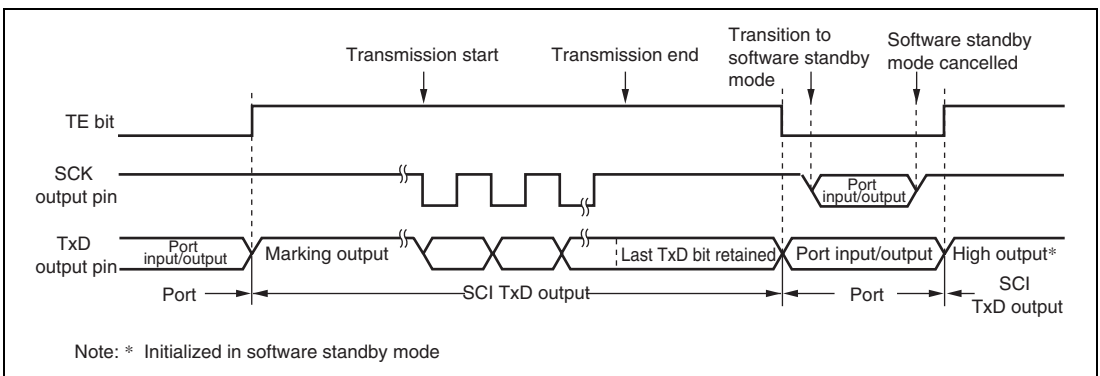 Transmission start
Transmission end
Transition to
software standby
mode
Software standby
mode cancelled
TE bit
SCK
output pin
Port
input/output
TxD
output pin
Port
input/output
Marking output
Last TxD bit retained
Port input/output
High output*
Port
SCI TxD output
Port
SCI
TxD output
Note: * Initialized in software standby mode